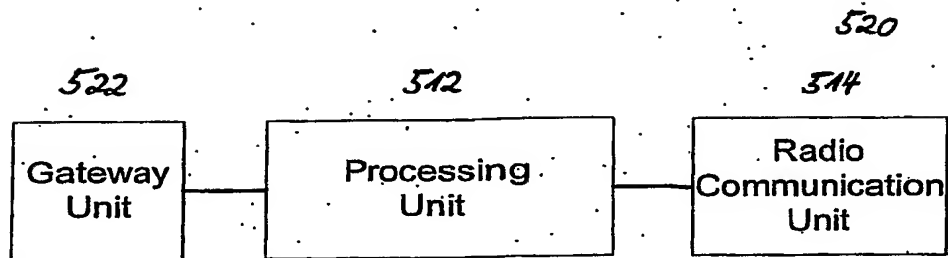 520
522
512
514
Gateway
Unit
Processing
Unit
Radio
Communication
Unit